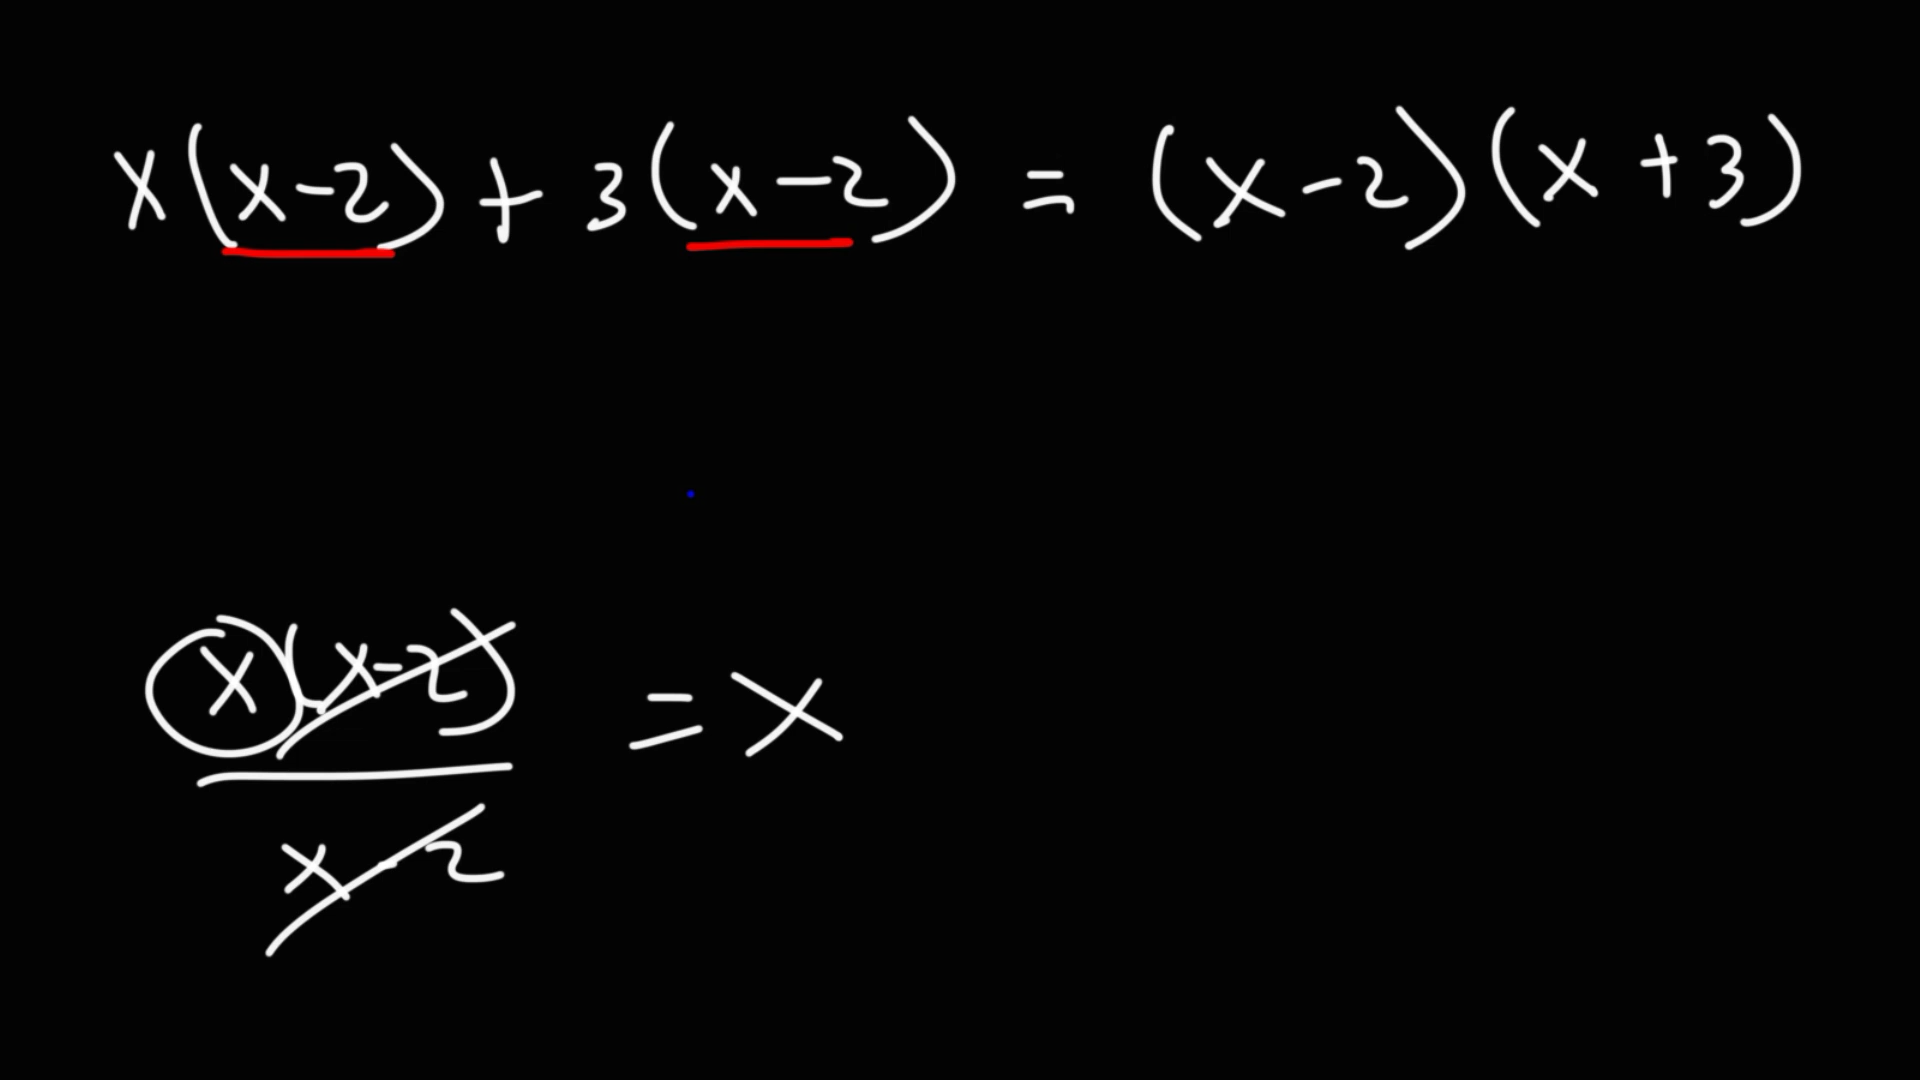 x(x-2) + 3(x-2) = (x-2)(x+3)
x(x-2)
= x
x-2